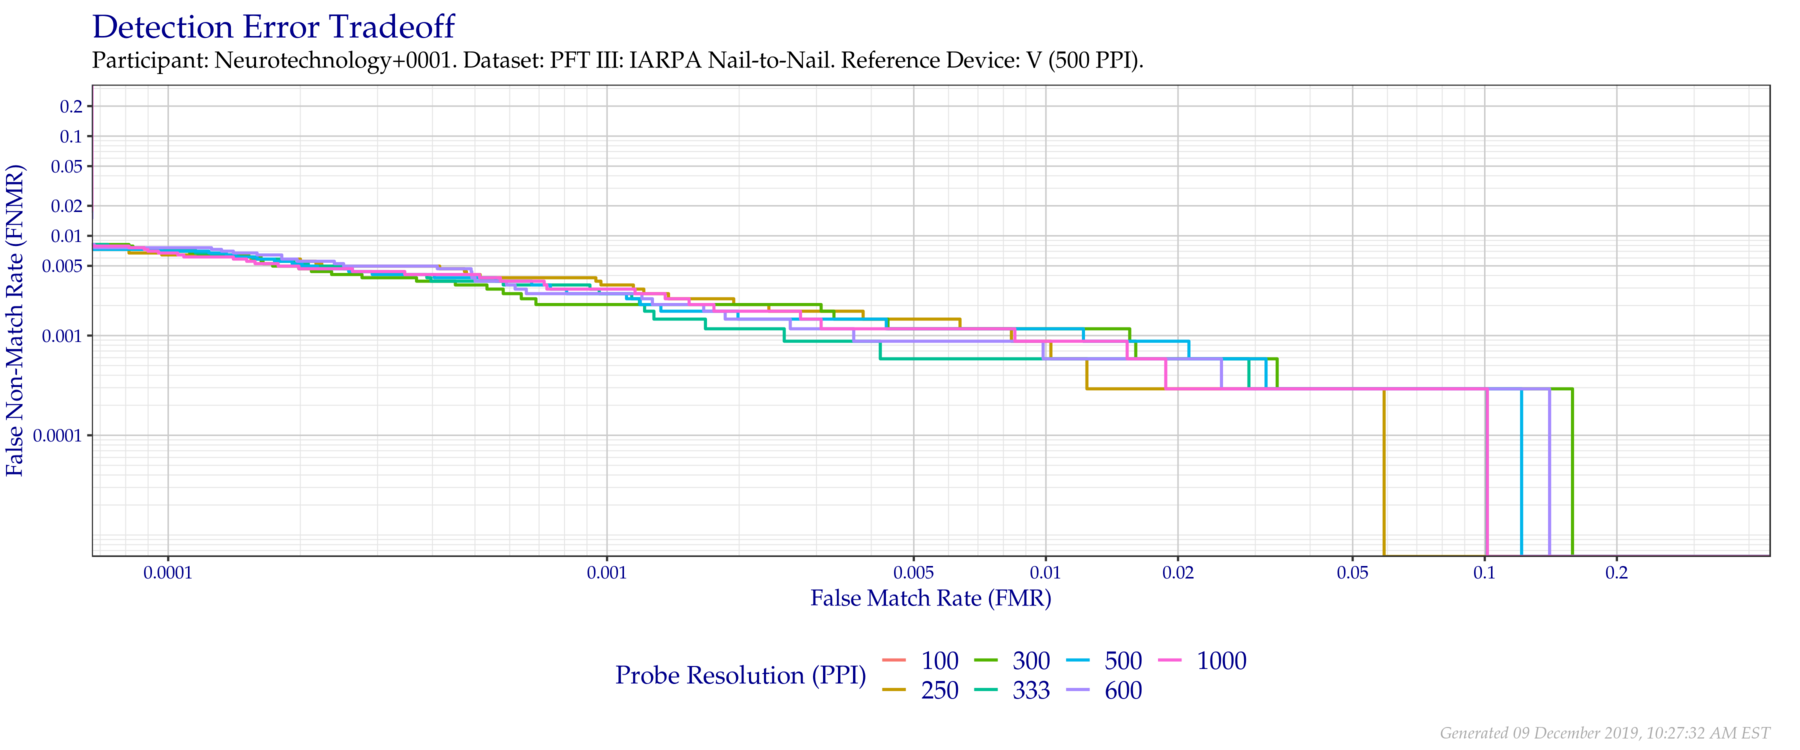 Detection Error Tradeoff
Participant: Neurotechnology+0001. Dataset: PFT III: IARPA Nail-to-Nail. Reference Device: V (500 PPI).
False Non-Match Rate (FNMR)
0.2
0.1
0.05
0.02
0.01
0.005
0.001
0.0001
0.0001 0.001 0.005 0.01 0.02 0.05 0.1 0.2
False Match Rate (FMR)
Probe Resolution (PPI)
100 300 500 1000
250 333 600
Generated 09 December 2019, 10:27:32 AM EST